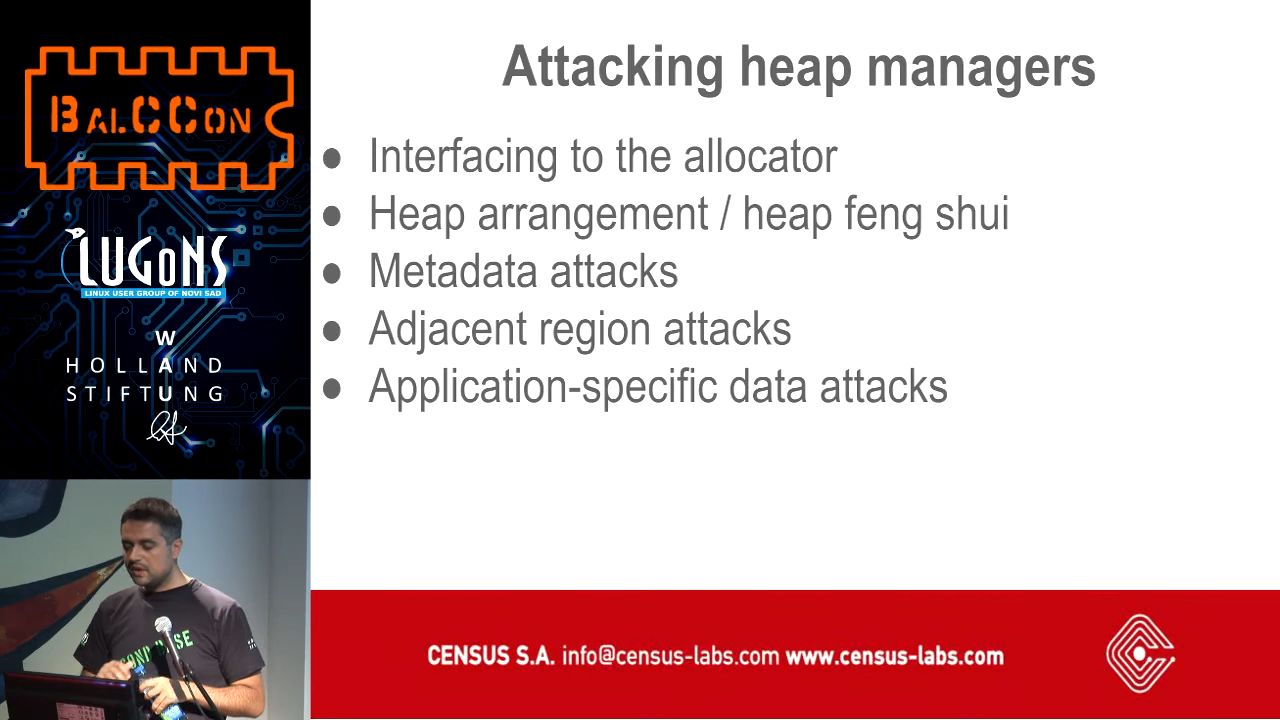 BALCCON
LUGONS
LINUX USER GROUP OF NOVI SAD
W
HOLLAND
STIFTUNG
Attacking heap managers
● Interfacing to the allocator
● Heap arrangement / heap feng shui
● Metadata attacks
● Adjacent region attacks
● Application-specific data attacks
CENSUS S.A. info@census-labs.com www.census-labs.com